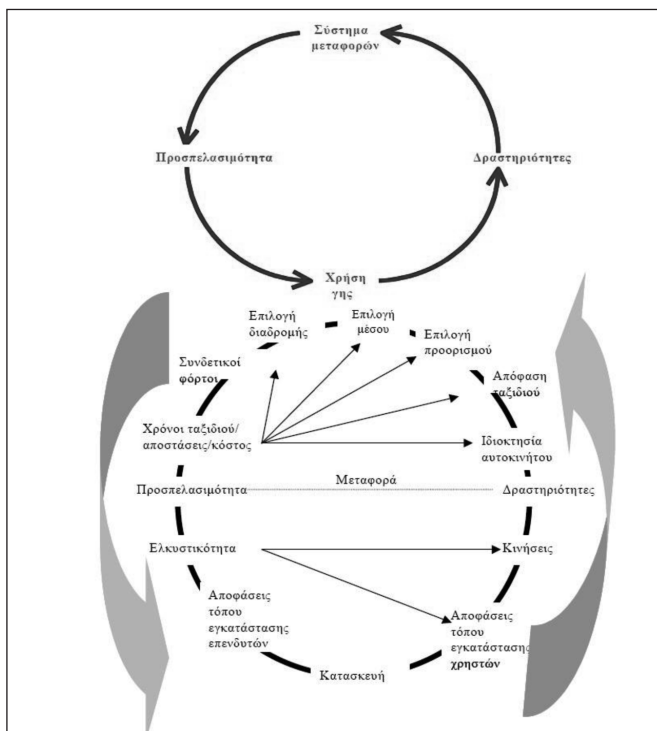 Σύστημα
μεταφορών
Προσπελασιμότητα
Δραστηριότητες
Χρήση
γης
Επιλογή
διαδρομής
Επιλογή
μέσου
Επιλογή
προορισμού
Συνδετικοί
φόρτοι
Απόφαση
ταξιδιού
Χρόνοι ταξιδιού/
αποστάσεις/κόστος
Ιδιοκτησία
αυτοκινήτου
Μεταφορά
Προσπελασιμότητα
Δραστηριότητες
Ελκυστικότητα
Κινήσεις
Αποφάσεις
τόπου
εγκατάστασης
επενδυτών
Αποφάσεις
τόπου
εγκατάστασης
χρηστών
Κατασκευή